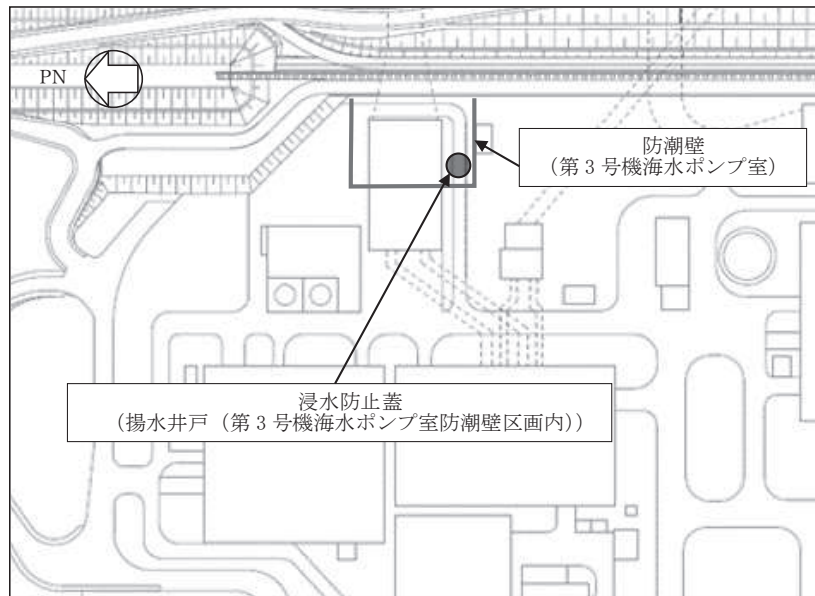 PN
防潮壁
（第３号機海水ポンプ室）
浸水防止蓋
（揚水井戸（第３号機海水ポンプ室防潮壁区画内））